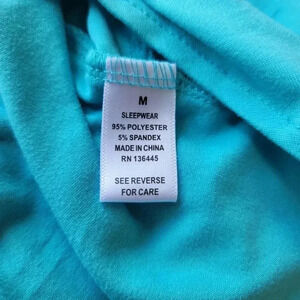 M
SLEEPWEAR
95% POLYESTER
5% SPANDEX
MADE IN CHINA
RN 136445
SEE REVERSE
FOR CARE